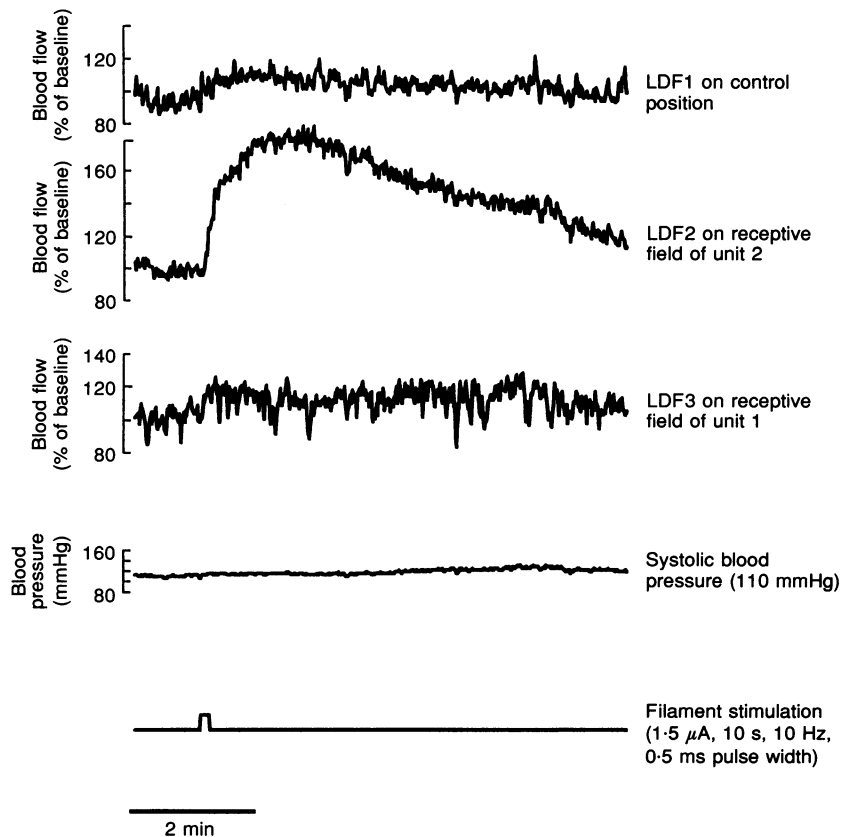 Blood flow
(% of baseline)
120
80
LDF1 on control
position
Blood flow
(% of baseline)
160
120
80
LDF2 on receptive
field of unit 2
Blood flow
(% of baseline)
140
120
80
LDF3 on receptive
field of unit 1
Blood
pressure
(mmHg)
160
80
Systolic blood
pressure (110 mmHg)
Filament stimulation
(1·5 μA, 10 s, 10 Hz,
0·5 ms pulse width)
2 min